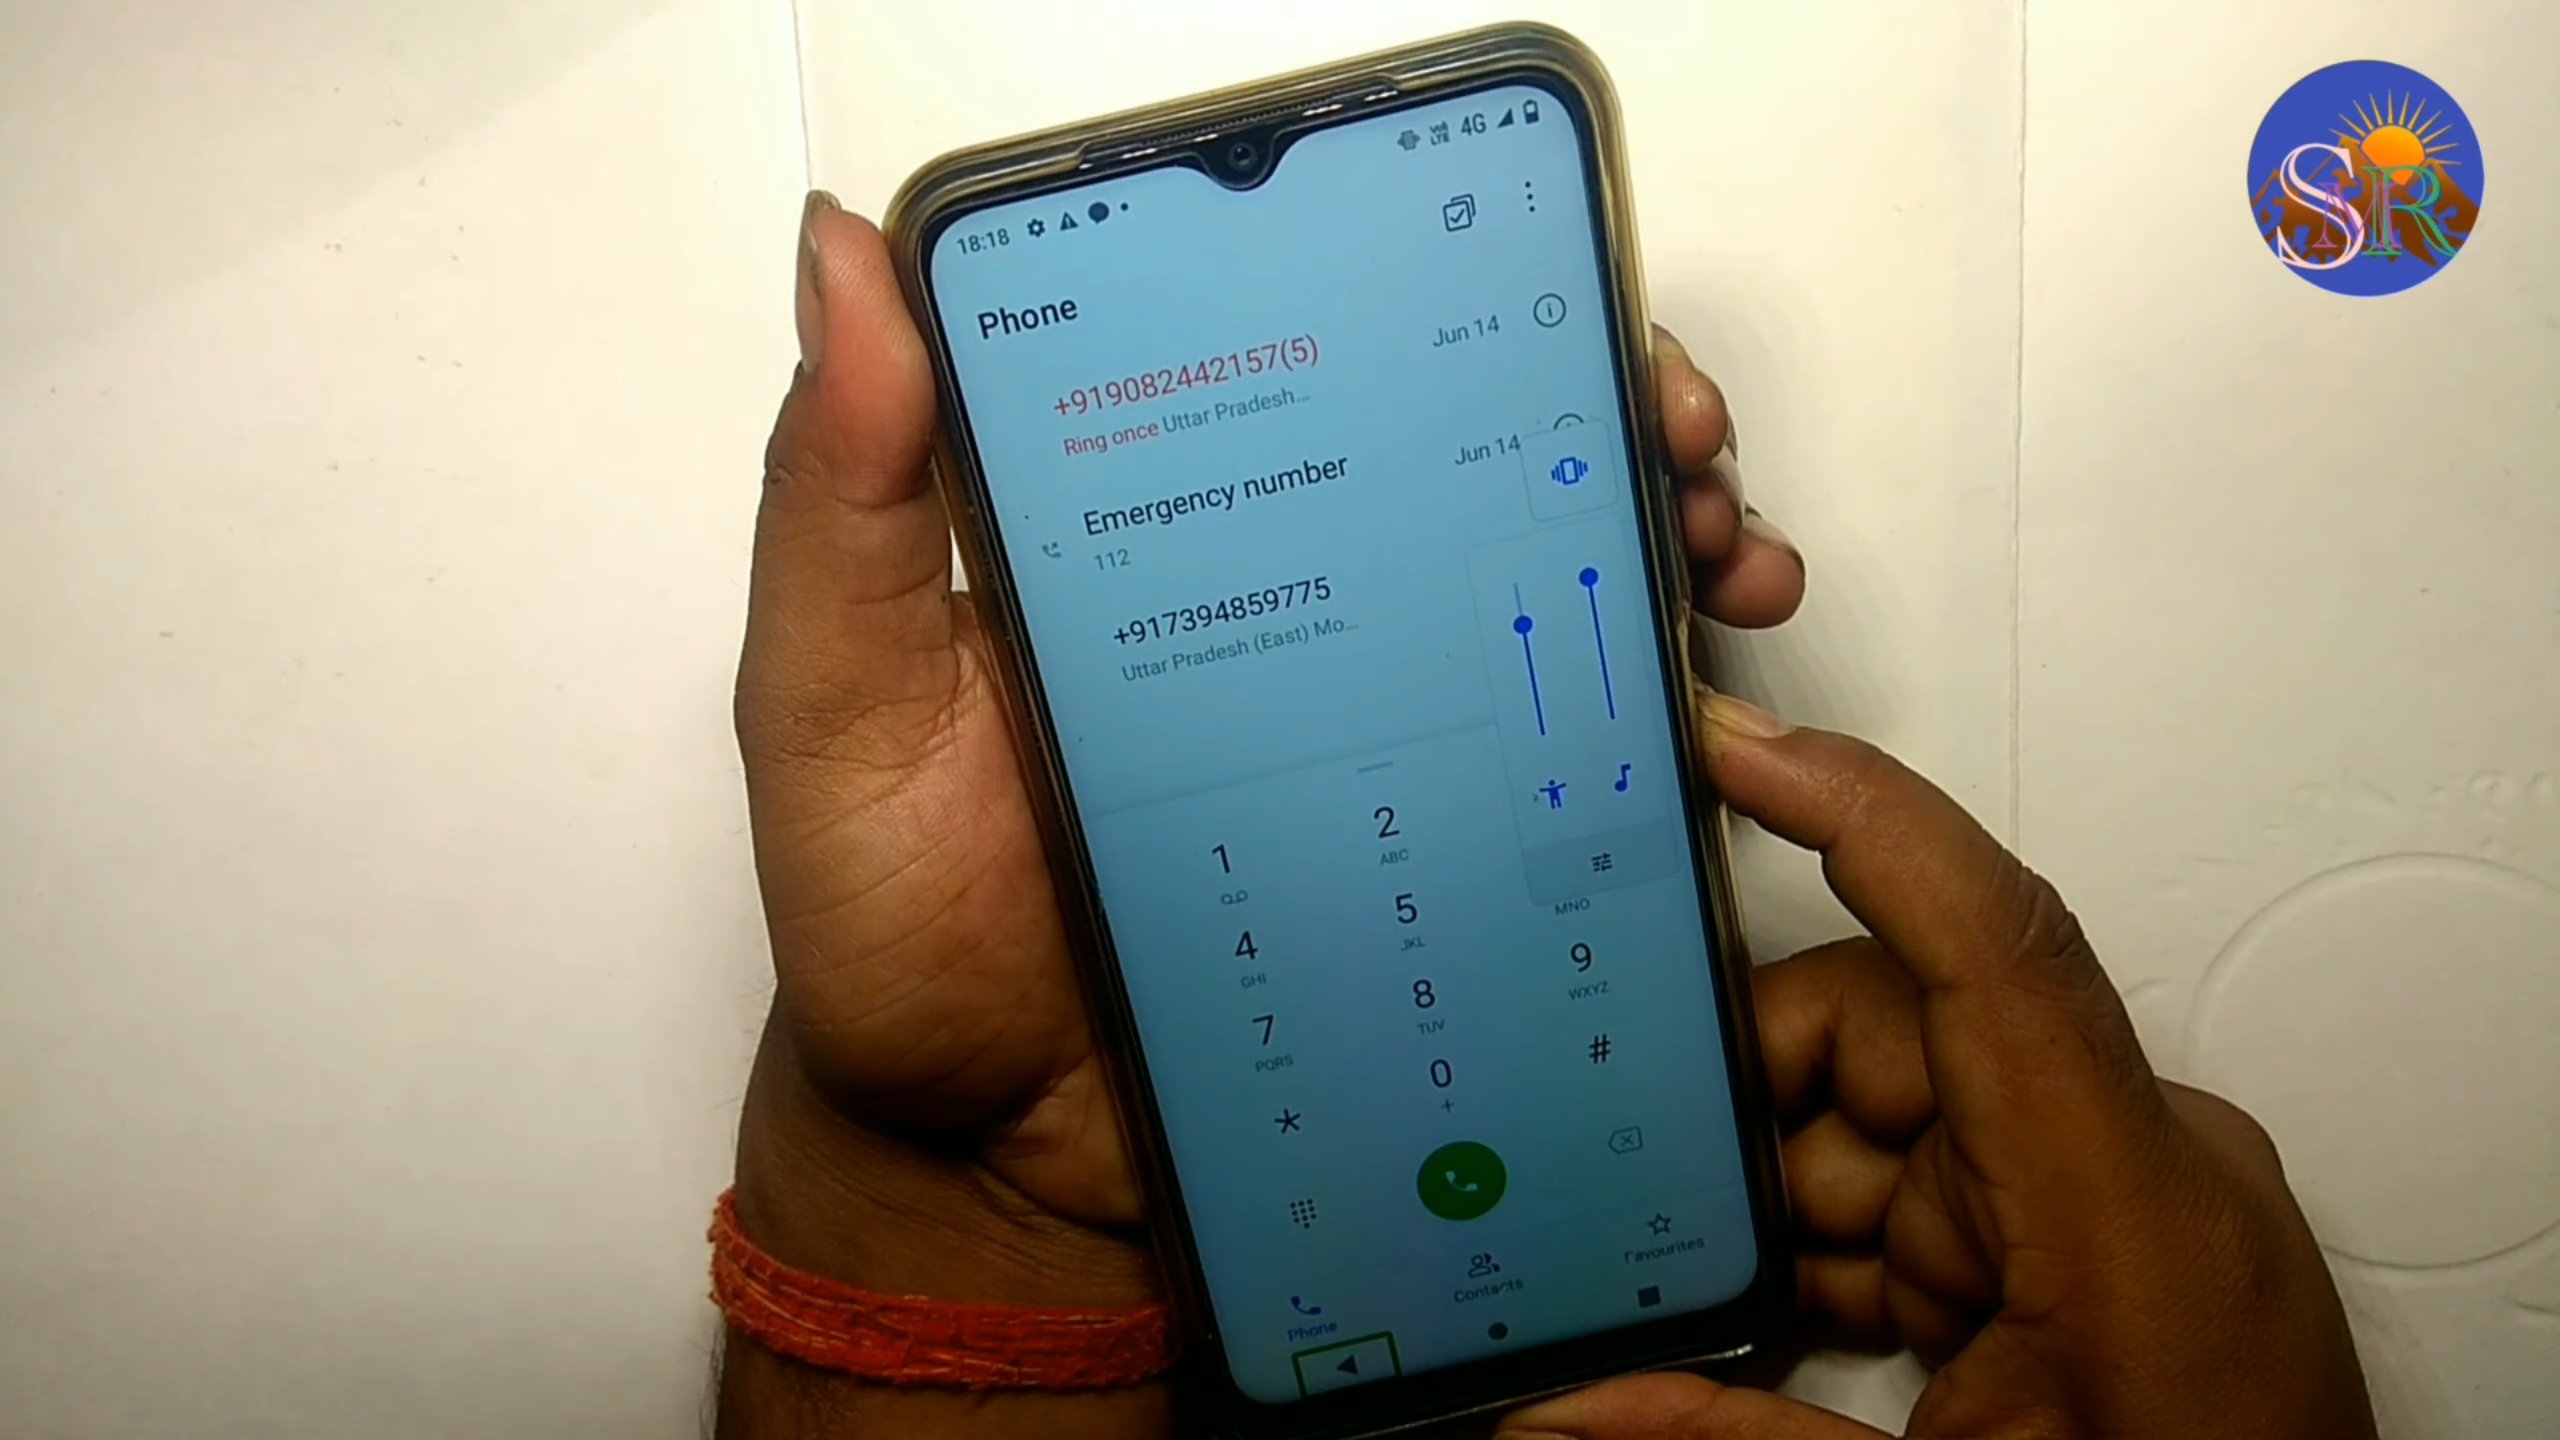 18:18
VoLTE 4G
Phone
+919082442157(5)
Jun 14
Ring once Uttar Pradesh...
Emergency number
Jun 14
112
+917394859775
Uttar Pradesh (East) Mo...
1
2
ABC
4
GHI
5
JKL
MNO
7
PQRS
8
TUV
9
WXYZ
*
0
+
#
Phone
Contacts
Favourites
SMR